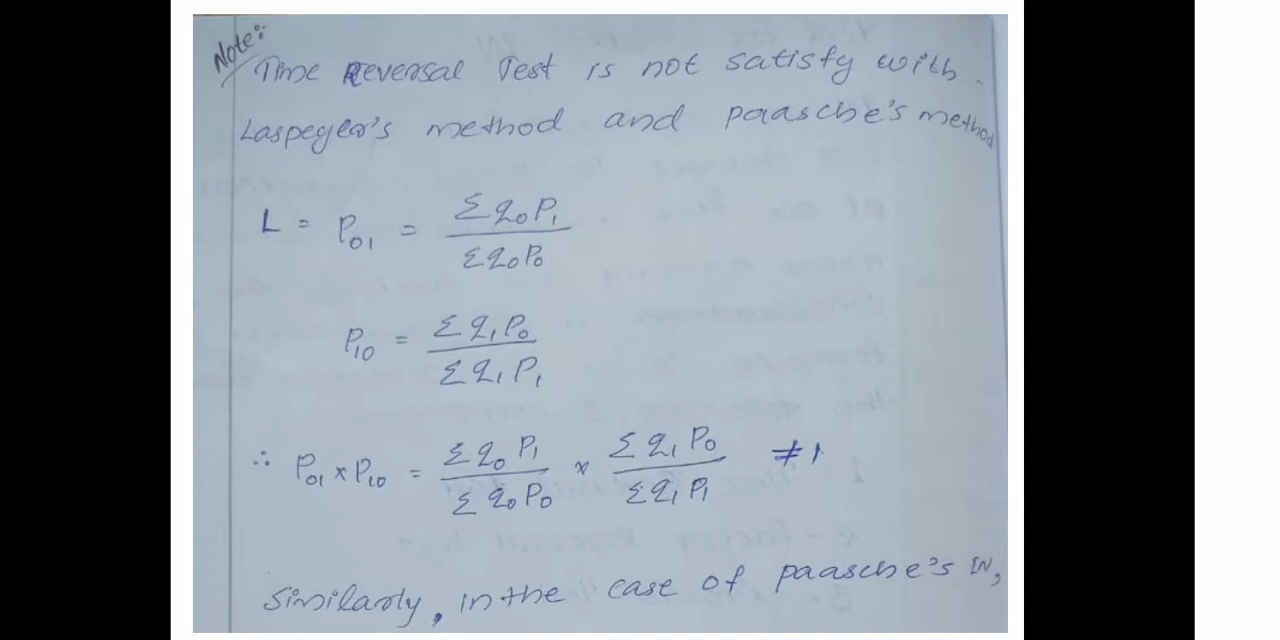 Note:
Time Reversal Test is not satisfy with
Laspeyer's method and paasche's method
L = P₀₁ = Σq₀P₁ / Σq₀P₀
P₁₀ = Σq₁P₀ / Σq₁P₁
∴ P₀₁ × P₁₀ = Σq₀P₁ / Σq₀P₀ × Σq₁P₀ / Σq₁P₁ ≠ 1
Similarly, in the case of paasche's IN,